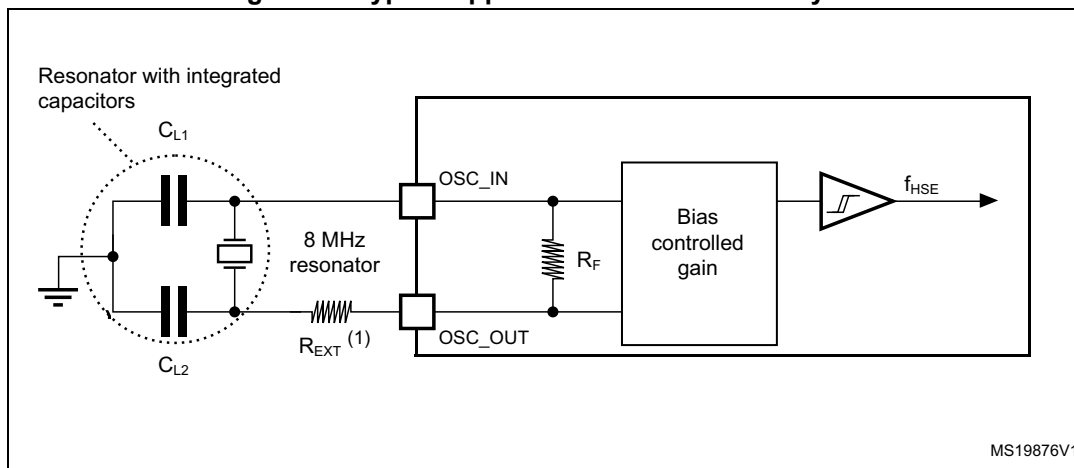 Resonator with integrated
capacitors
CL1
OSC_IN
fHSE
8 MHz
resonator
RF
Bias
controlled
gain
REXT (1)
OSC_OUT
CL2
MS19876V1